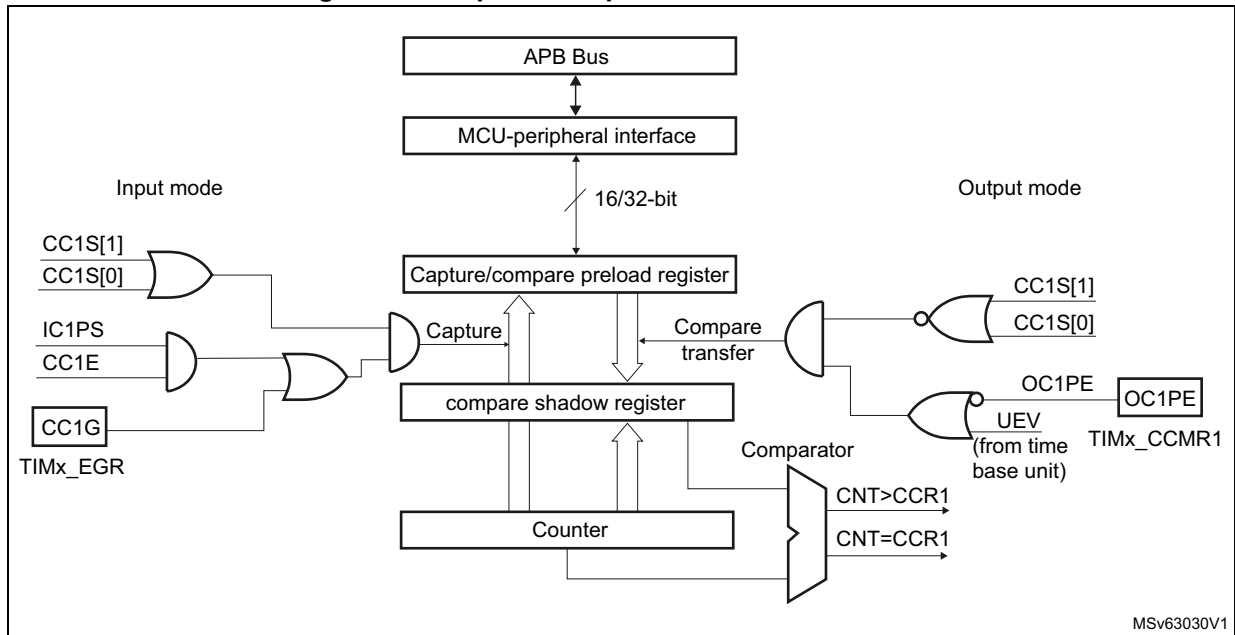 APB Bus
MCU-peripheral interface
16/32-bit
Input mode
Output mode
CC1S[1]
CC1S[0]
Capture/compare preload register
CC1S[1]
CC1S[0]
IC1PS
CC1E
Capture
Compare
transfer
CC1G
TIMx_EGR
compare shadow register
OC1PE
OC1PE
UEV
(from time
base unit)
TIMx_CCMR1
Comparator
CNT>CCR1
Counter
CNT=CCR1
MSv63030V1